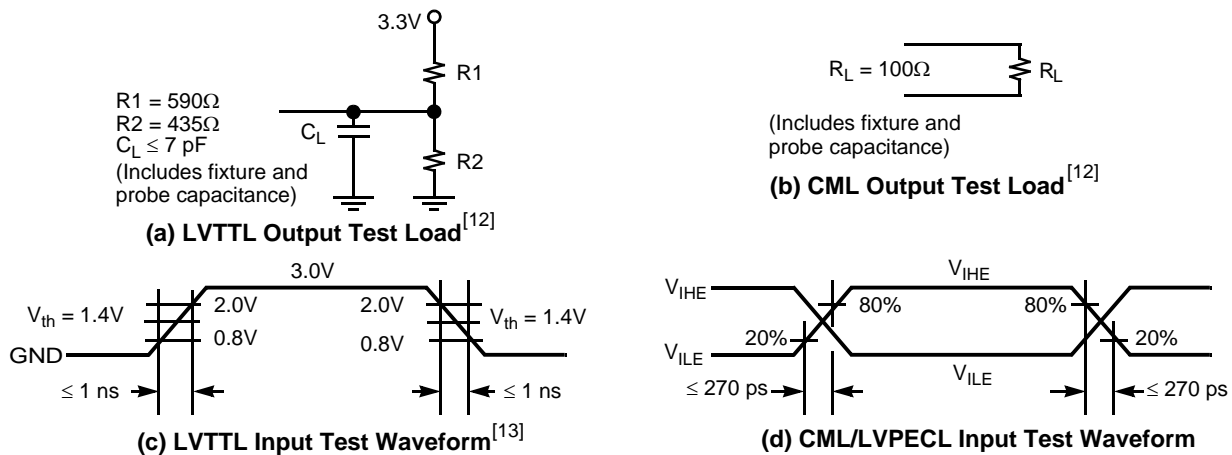 3.3V
R1
R1 = 590Ω
R2 = 435Ω
C_L ≤ 7 pF
(Includes fixture and
probe capacitance)
C_L
R2
(a) LVTTL Output Test Load[12]
R_L = 100Ω
R_L
(Includes fixture and
probe capacitance)
(b) CML Output Test Load[12]
3.0V
V_th = 1.4V
2.0V
0.8V
2.0V
0.8V
V_th = 1.4V
GND
≤ 1 ns
≤ 1 ns
(c) LVTTL Input Test Waveform[13]
V_IHE
V_IHE
80%
80%
20%
20%
V_ILE
V_ILE
≤ 270 ps
≤ 270 ps
(d) CML/LVPECL Input Test Waveform